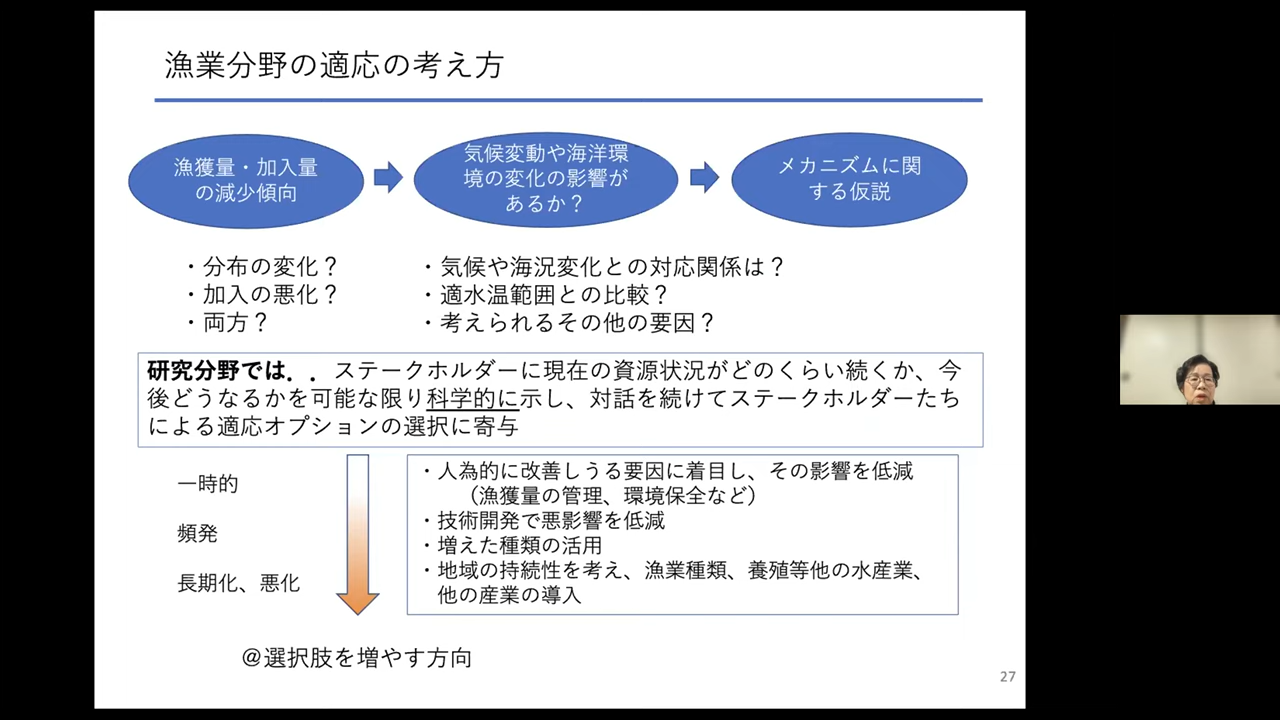 漁業分野の適応の考え方
漁獲量・加入量
の減少傾向
気候変動や海洋環
境の変化の影響が
あるか？
メカニズムに関
する仮説
・分布の変化？
・加入の悪化？
・両方？
・気候や海況変化との対応関係は？
・適水温範囲との比較？
・考えられるその他の要因？
研究分野では．．ステークホルダーに現在の資源状況がどのくらい続くか、今
後どうなるかを可能な限り科学的に示し、対話を続けてステークホルダーたち
による適応オプションの選択に寄与
一時的
頻発
長期化、悪化
・人為的に改善しうる要因に着目し、その影響を低減
（漁獲量の管理、環境保全など）
・技術開発で悪影響を低減
・増えた種類の活用
・地域の持続性を考え、漁業種類、養殖等他の水産業、
他の産業の導入
＠選択肢を増やす方向
27